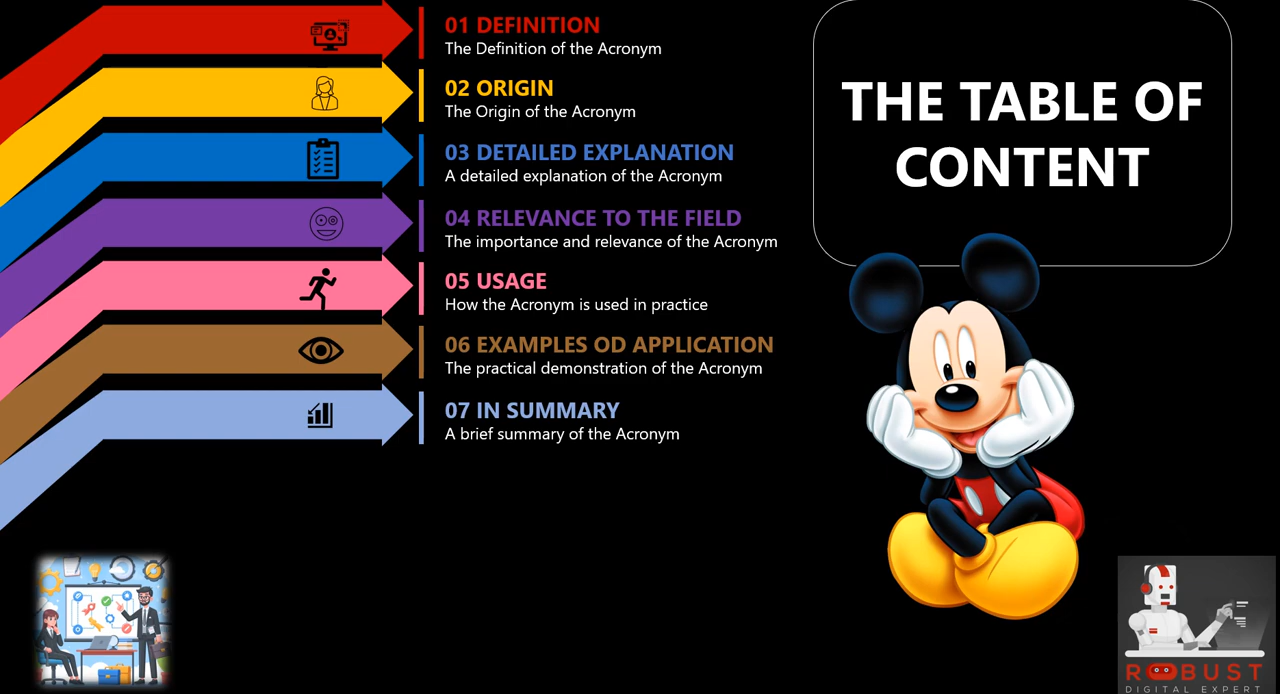 01 DEFINITION
The Definition of the Acronym
02 ORIGIN
The Origin of the Acronym
03 DETAILED EXPLANATION
A detailed explanation of the Acronym
04 RELEVANCE TO THE FIELD
The importance and relevance of the Acronym
05 USAGE
How the Acronym is used in practice
06 EXAMPLES OD APPLICATION
The practical demonstration of the Acronym
07 IN SUMMARY
A brief summary of the Acronym
THE TABLE OF
CONTENT
ROBUST
DIGITAL EXPERT